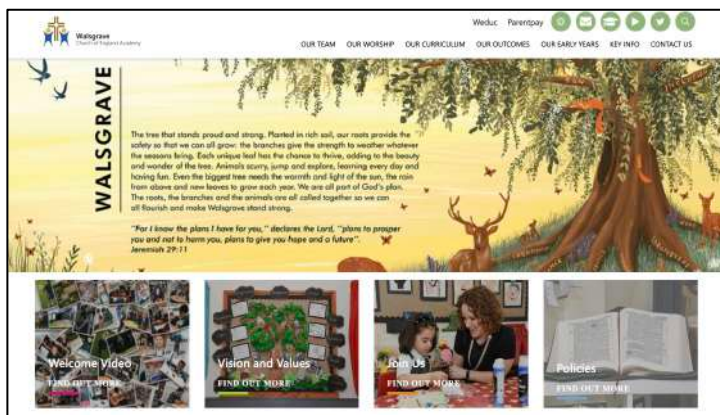 Weduc Parentpay
Walsgrave
Church of England Academy
OUR TEAM OUR WORSHIP OUR CURRICULUM OUR OUTCOMES OUR EARLY YEARS KEY INFO CONTACT US
WALSGRAVE
The tree that stands proud and strong. Planted in rich soil, our roots provide the
safety so that we can all grow: the branches give the strength to weather whatever
the seasons bring. Each unique leaf has the chance to thrive, adding to the beauty
and wonder of the tree. Animals scurry, jump and explore, learning every day and
having fun. Even the biggest tree needs the warmth and light of the sun, the rain
from above and new leaves to grow each year. We are all part of God's plan.
The roots, the branches and the animals are all called together so we can
all flourish and make Walsgrave stand strong.
"For I know the plans I have for you," declares the Lord, "plans to prosper
you and not to harm you, plans to give you hope and a future".
Jeremiah 29:11
Welcome Video
FIND OUT MORE
Vision and Values
FIND OUT MORE
Join Us
FIND OUT MORE
Policies
FIND OUT MORE